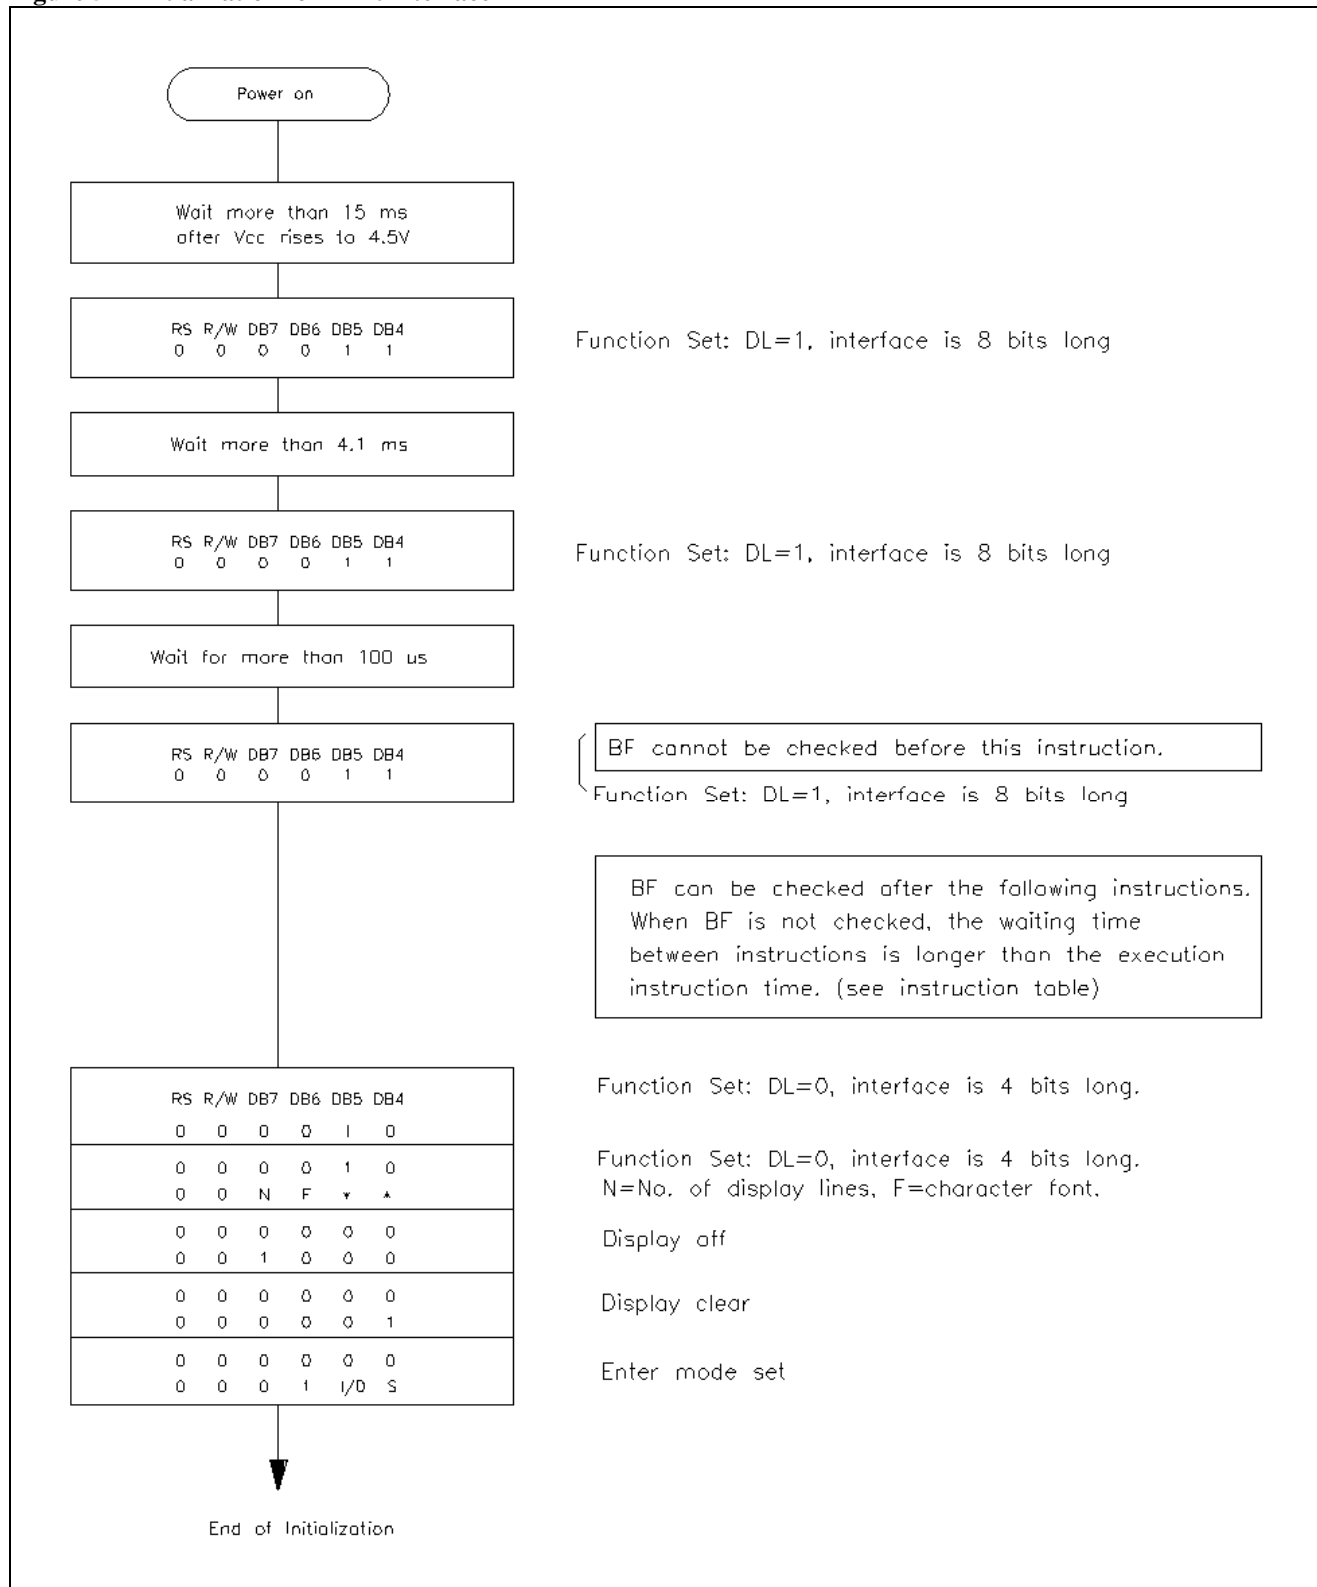 Power on
Wait more than 15 ms
after Vcc rises to 4.5V
RS R/W DB7 DB6 DB5 DB4
0 0 0 0 1 1
Function Set: DL=1, interface is 8 bits long
Wait more than 4.1 ms
RS R/W DB7 DB6 DB5 DB4
0 0 0 0 1 1
Function Set: DL=1, interface is 8 bits long
Wait for more than 100 us
RS R/W DB7 DB6 DB5 DB4
0 0 0 0 1 1
BF cannot be checked before this instruction.
Function Set: DL=1, interface is 8 bits long
BF can be checked after the following instructions.
When BF is not checked, the waiting time
between instructions is longer than the execution
instruction time. (see instruction table)
RS R/W DB7 DB6 DB5 DB4
0 0 0 0 1 0
Function Set: DL=0, interface is 4 bits long.
0 0 0 0 1 0
0 0 N F * *
Function Set: DL=0, interface is 4 bits long.
N=No. of display lines, F=character font.
0 0 0 0 0 0
0 0 1 0 0 0
Display off
0 0 0 0 0 0
0 0 0 0 0 1
Display clear
0 0 0 0 0 0
0 0 0 1 I/D S
Enter mode set
End of Initialization